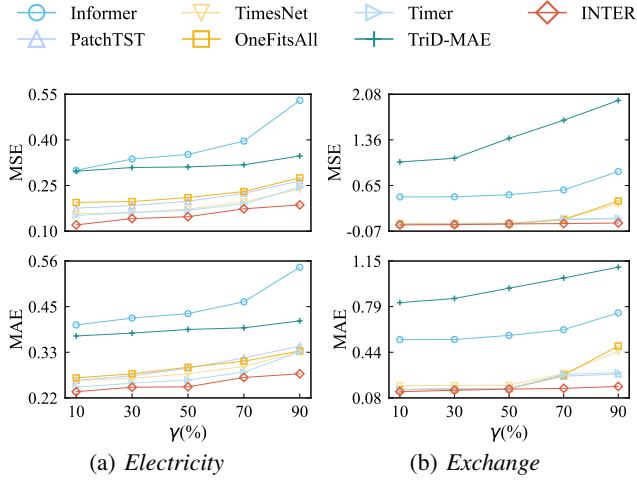 Informer TimesNet Timer INTER
PatchTST OneFitsAll TriD-MAE
0.55
0.40
0.25
0.10
MSE
2.08
1.36
0.65
-0.07
MSE
0.56
0.45
0.33
0.22
MAE
10 30 50 70 90
γ(%)
1.15
0.79
0.44
0.08
MAE
10 30 50 70 90
γ(%)
(a) Electricity
(b) Exchange